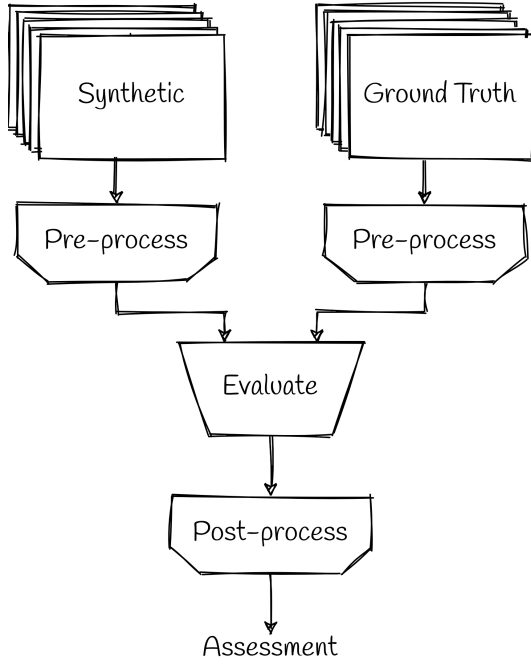 Synthetic
Ground Truth
Pre-process
Pre-process
Evaluate
Post-process
Assessment